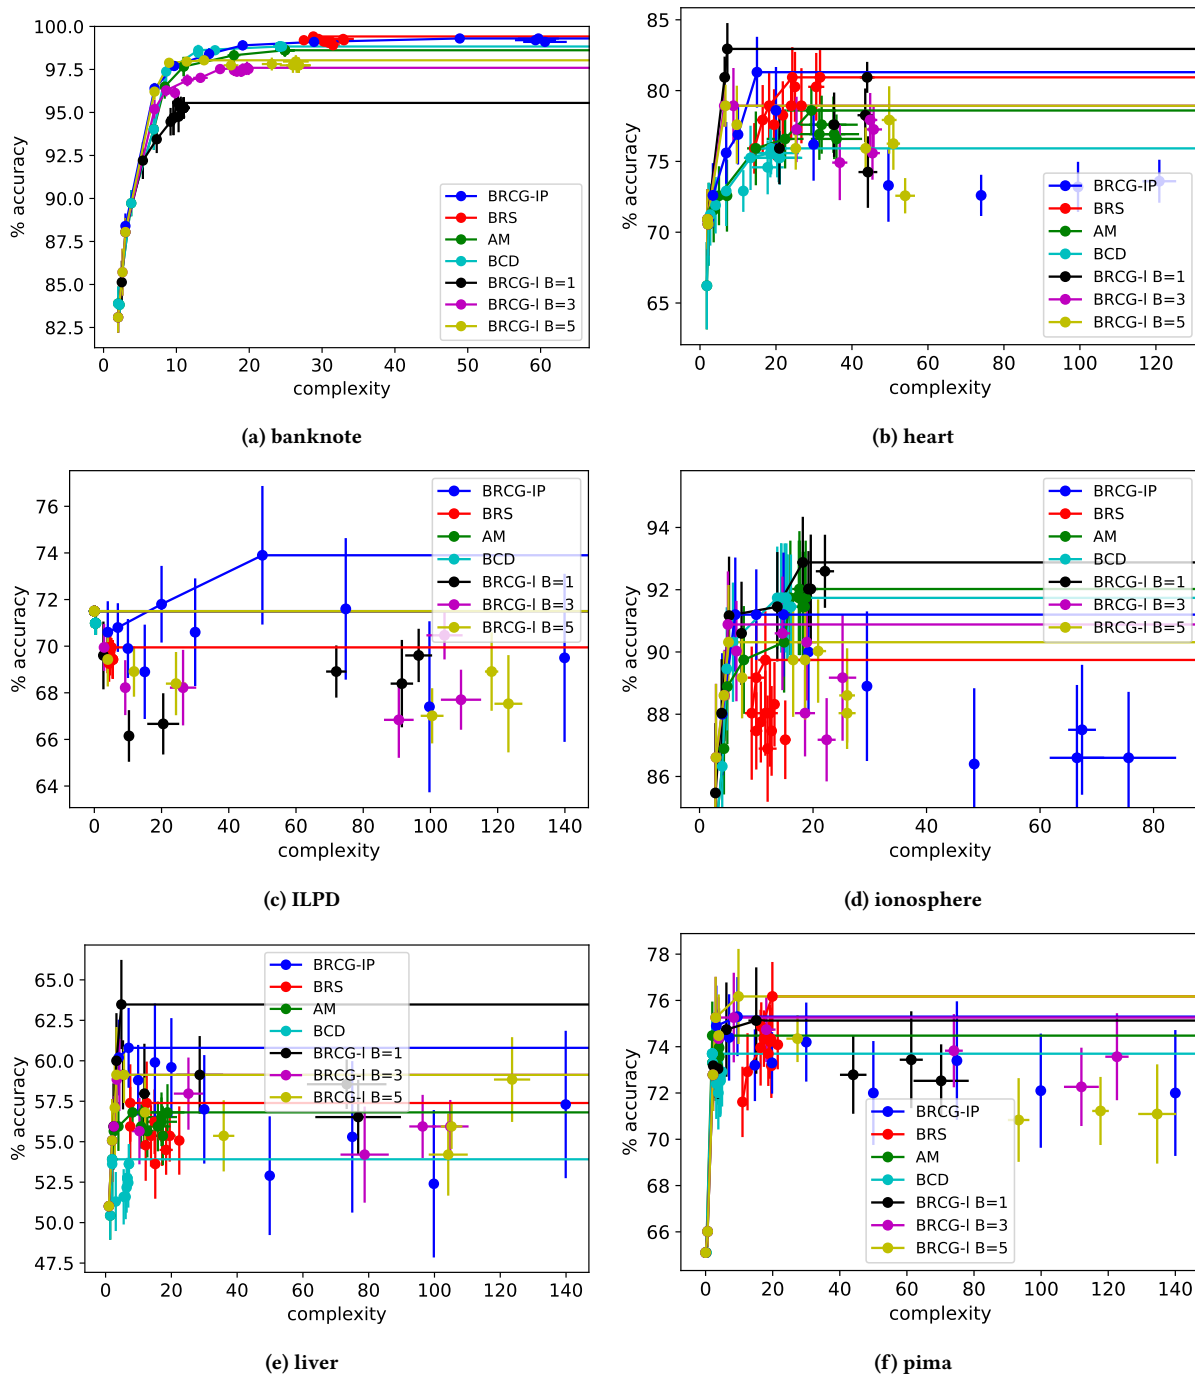 100.0
97.5
95.0
92.5
90.0
87.5
85.0
82.5
% accuracy
0 10 20 30 40 50 60
complexity
BRCG-IP
BRS
AM
BCD
BRCG-I B=1
BRCG-I B=3
BRCG-I B=5
(a) banknote
85
80
75
70
65
% accuracy
0 20 40 60 80 100 120
complexity
BRCG-IP
BRS
AM
BCD
BRCG-I B=1
BRCG-I B=3
BRCG-I B=5
(b) heart
76
74
72
70
68
66
64
% accuracy
0 20 40 60 80 100 120 140
complexity
BRCG-IP
BRS
AM
BCD
BRCG-I B=1
BRCG-I B=3
BRCG-I B=5
(c) ILPD
94
92
90
88
86
% accuracy
0 20 40 60 80
complexity
BRCG-IP
BRS
AM
BCD
BRCG-I B=1
BRCG-I B=3
BRCG-I B=5
(d) ionosphere
65.0
62.5
60.0
57.5
55.0
52.5
50.0
47.5
% accuracy
0 20 40 60 80 100 120 140
complexity
BRCG-IP
BRS
AM
BCD
BRCG-I B=1
BRCG-I B=3
BRCG-I B=5
(e) liver
78
76
74
72
70
68
66
% accuracy
0 20 40 60 80 100 120 140
complexity
BRCG-IP
BRS
AM
BCD
BRCG-I B=1
BRCG-I B=3
BRCG-I B=5
(f) pima